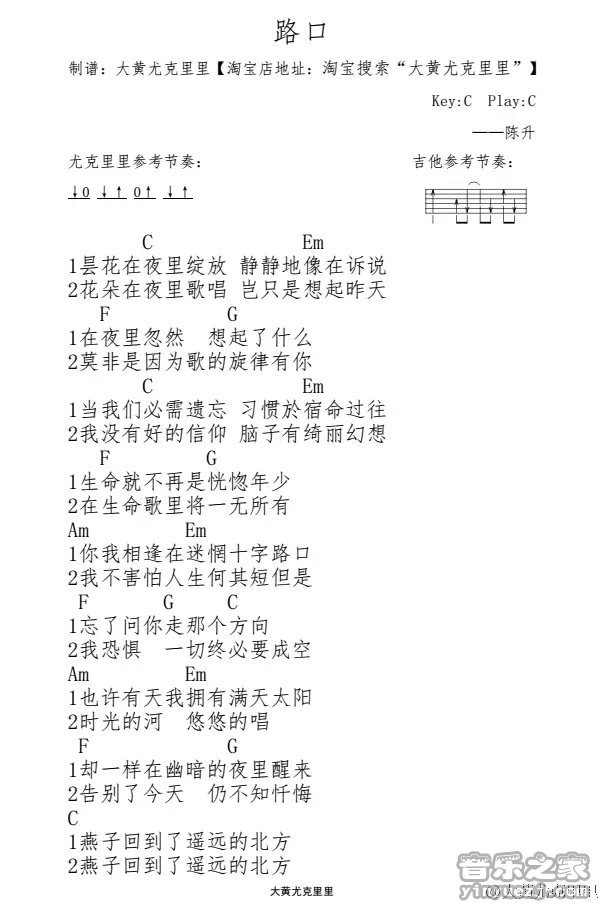 路口
制谱：大黄尤克里里【淘宝店地址：淘宝搜索“大黄尤克里里”】
Key:C Play:C
——陈升
尤克里里参考节奏： 吉他参考节奏：
↓0 ↓↑ 0↑ ↓↑
C Em
1昙花在夜里绽放 静静地像在诉说
2花朵在夜里歌唱 岂只是想起昨天
F G
1在夜里忽然 想起了什么
2莫非是因为歌的旋律有你
C Em
1当我们必需遗忘 习惯於宿命过往
2我没有好的信仰 脑子有绮丽幻想
F G
1生命就不再是恍惚年少
2在生命歌里将一无所有
Am Em
1你我相逢在迷惘十字路口
2我不害怕人生何其短但是
F G C
1忘了问你走那个方向
2我恐惧 一切终必要成空
Am Em
1也许有天我拥有满天太阳
2时光的河 悠悠的唱
F G
1却一样在幽暗的夜里醒来
2告别了今天 仍不知忏悔
C
1燕子回到了遥远的北方
2燕子回到了遥远的北方
大黄尤克里里
音乐之家